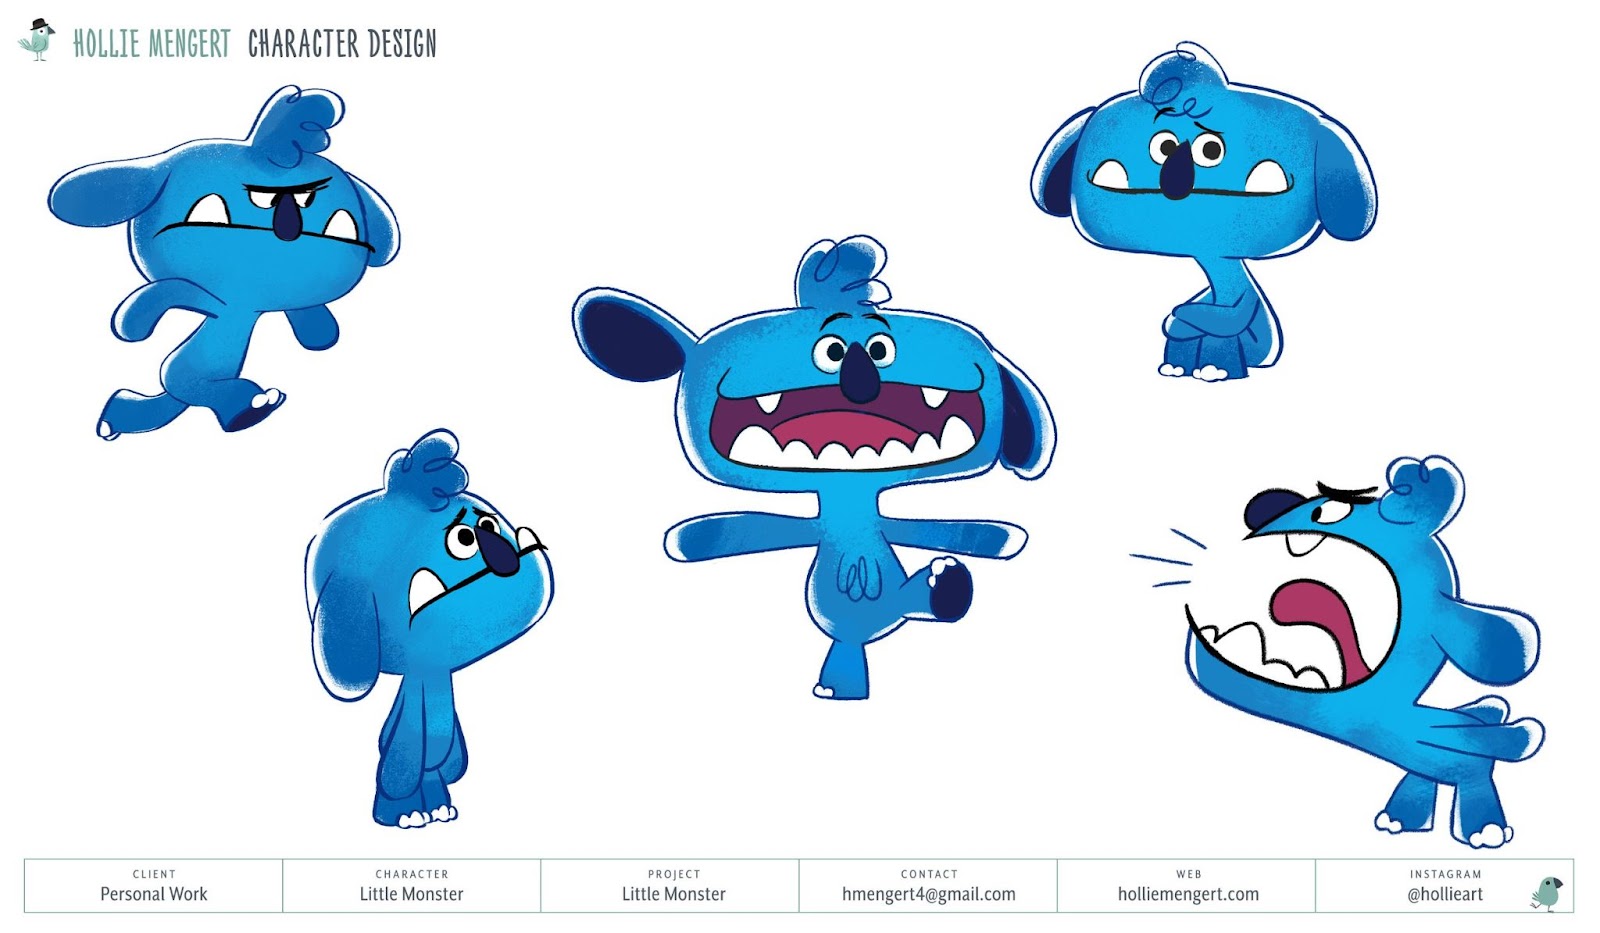 HOLLIE MENGERT CHARACTER DESIGN
CLIENT
Personal Work
CHARACTER
Little Monster
PROJECT
Little Monster
CONTACT
hmengert4@gmail.com
WEB
holliemengert.com
INSTAGRAM
@hollieart